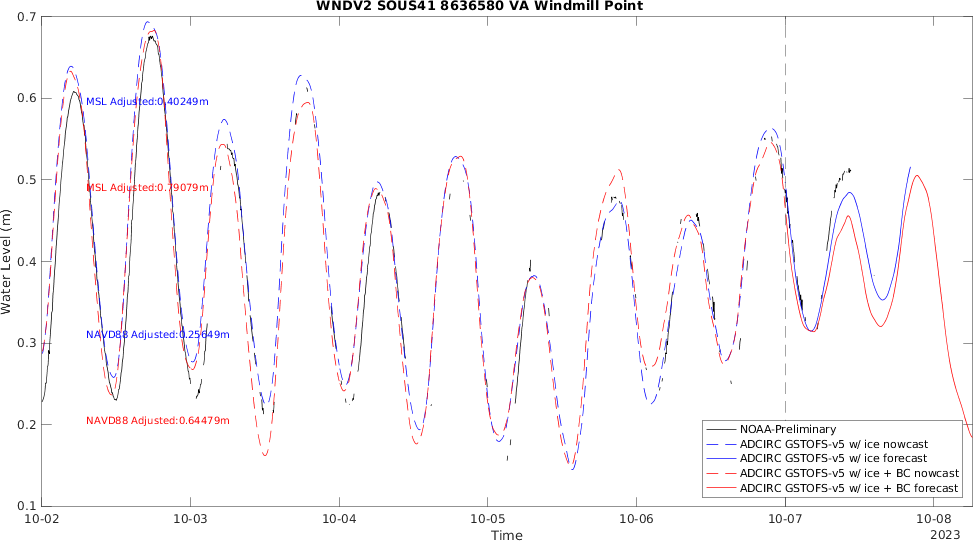 WNDV2 SOUS41 8636580 VA Windmill Point
Water Level (m)
0.7
0.6
0.5
0.4
0.3
0.2
0.1
MSL Adjusted:0.40249m
MSL Adjusted:0.79079m
NAVD88 Adjusted:0.25649m
NAVD88 Adjusted:0.64479m
NOAA-Preliminary
ADCIRC GSTOFS-v5 w/ ice nowcast
ADCIRC GSTOFS-v5 w/ ice forecast
ADCIRC GSTOFS-v5 w/ ice + BC nowcast
ADCIRC GSTOFS-v5 w/ ice + BC forecast
10-02 10-03 10-04 10-05 10-06 10-07 10-08
Time
2023